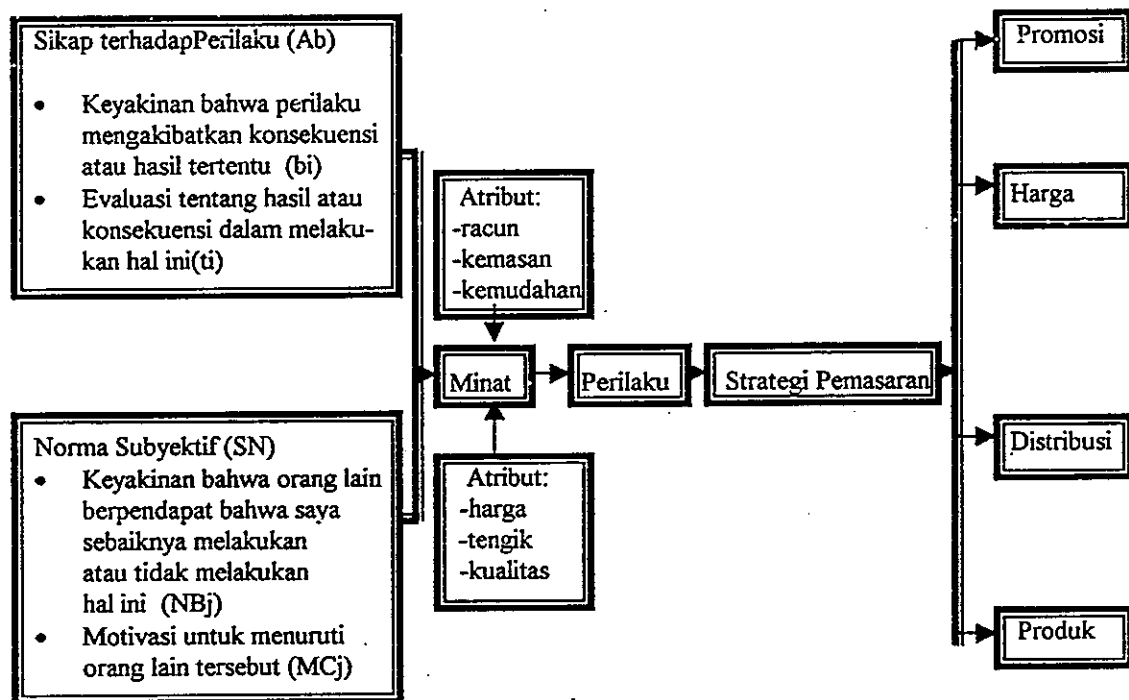 Sikap terhadapPerilaku (Ab)
• Keyakinan bahwa perilaku
mengakibatkan konsekuensi
atau hasil tertentu (bi)
• Evaluasi tentang hasil atau
konsekuensi dalam melaku-
kan hal ini(ti)
Norma Subyektif (SN)
• Keyakinan bahwa orang lain
berpendapat bahwa saya
sebaiknya melakukan
atau tidak melakukan
hal ini (NBj)
• Motivasi untuk menuruti
orang lain tersebut (MCj)
Atribut:
-racun
-kemasan
-kemudahan
Minat
Atribut:
-harga
-tengik
-kualitas
Perilaku
Strategi Pemasaran
Promosi
Harga
Distribusi
Produk